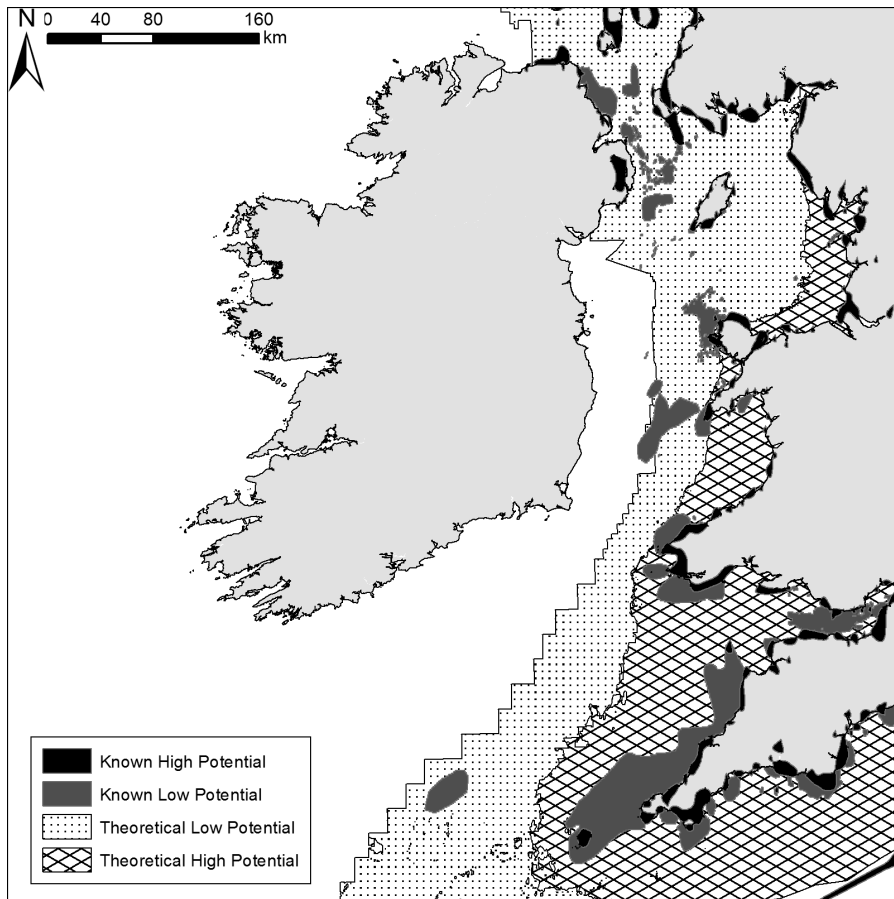 N 0 40 80 160
km
Known High Potential
Known Low Potential
Theoretical Low Potential
Theoretical High Potential